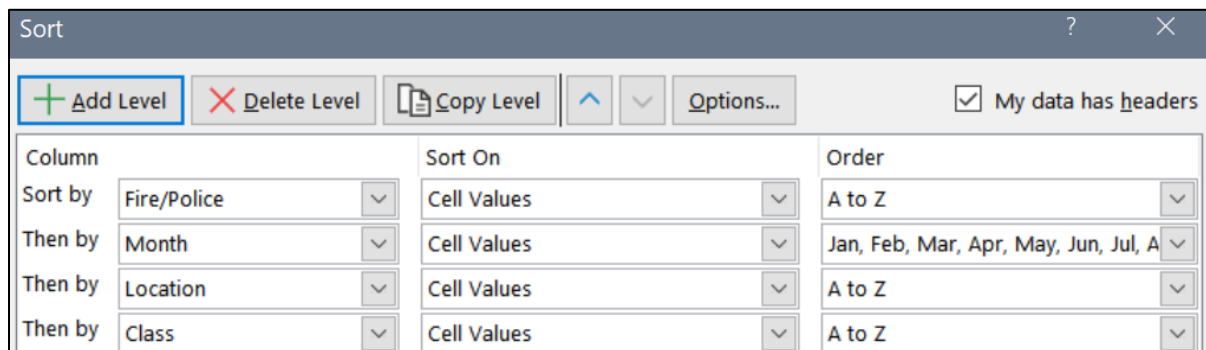 Sort ?
Add Level Delete Level Copy Level Options... My data has headers
Column Sort On Order
Sort by Fire/Police Cell Values A to Z
Then by Month Cell Values Jan, Feb, Mar, Apr, May, Jun, Jul, A
Then by Location Cell Values A to Z
Then by Class Cell Values A to Z